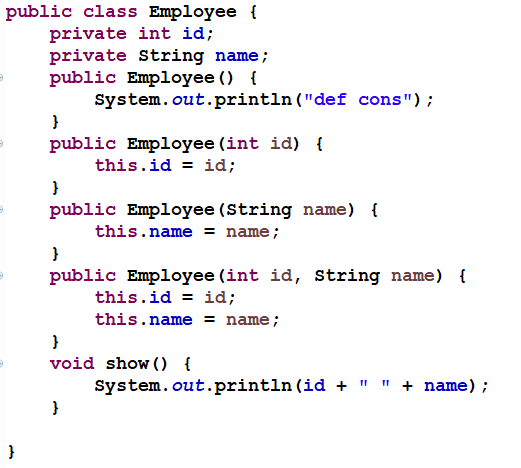 public class Employee {
    private int id;
    private String name;
    public Employee() {
        System.out.println("def cons");
    }
    public Employee(int id) {
        this.id = id;
    }
    public Employee(String name) {
        this.name = name;
    }
    public Employee(int id, String name) {
        this.id = id;
        this.name = name;
    }
    void show() {
        System.out.println(id + " " + name);
    }

}